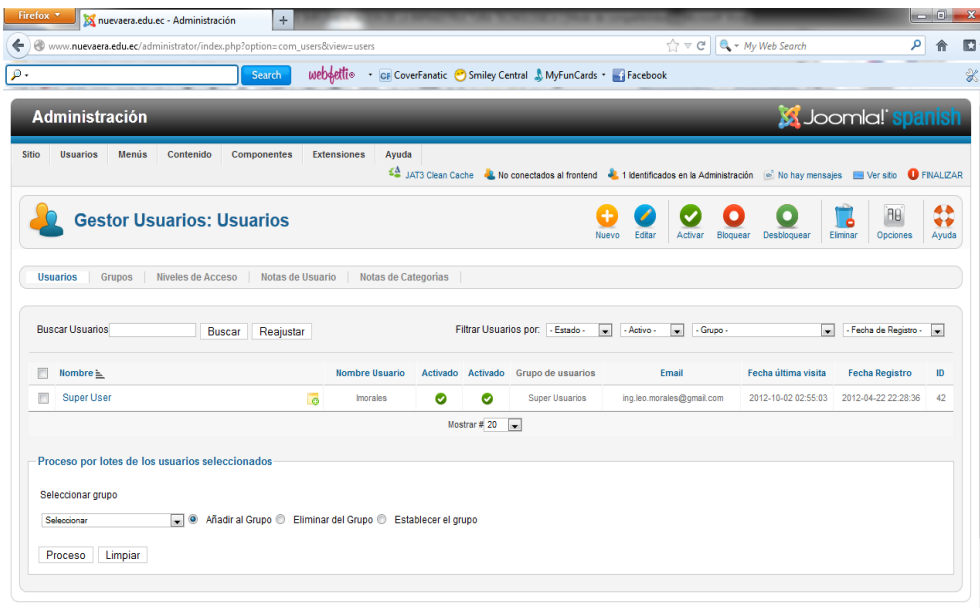 Firefox
nuevaera.edu.ec - Administración
www.nuevaera.edu.ec/administrator/index.php?option=com_users&view=users
My Web Search
Search webfetti CF CoverFanatic Smiley Central MyFunCards Facebook
Administración Joomla! spanish
Sitio Usuarios Menús Contenido Componentes Extensiones Ayuda
JAT3 Clean Cache No conectados al frontend 1 Identificados en la Administración No hay mensajes Ver sitio FINALIZAR
Gestor Usuarios: Usuarios
Nuevo Editar Activar Bloquear Desbloquear Eliminar Opciones Ayuda
Usuarios Grupos Niveles de Acceso Notas de Usuario Notas de Categorías
Buscar Usuarios Buscar Reajustar Filtrar Usuarios por: - Estado - - Activo - - Grupo - - Fecha de Registro -
Nombre Nombre Usuario Activado Activado Grupo de usuarios Email Fecha última visita Fecha Registro ID
Super User lmorales Super Usuarios ing.leo.morales@gmail.com 2012-10-02 02:55:03 2012-04-22 22:28:36 42
Mostrar # 20
Proceso por lotes de los usuarios seleccionados
Seleccionar grupo
Seleccionar Añadir al Grupo Eliminar del Grupo Establecer el grupo
Proceso Limpiar